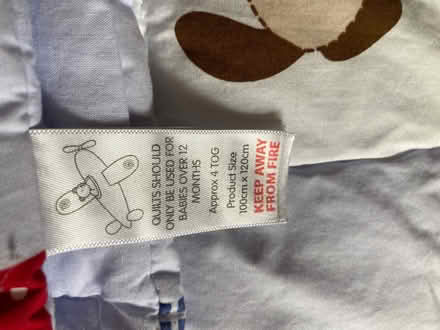 QUILTS SHOULD
ONLY BE USED FOR
BABIES OVER 12
MONTHS
Approx 4 TOG
Product Size
100cm x 120cm
KEEP AWAY
FROM FIRE